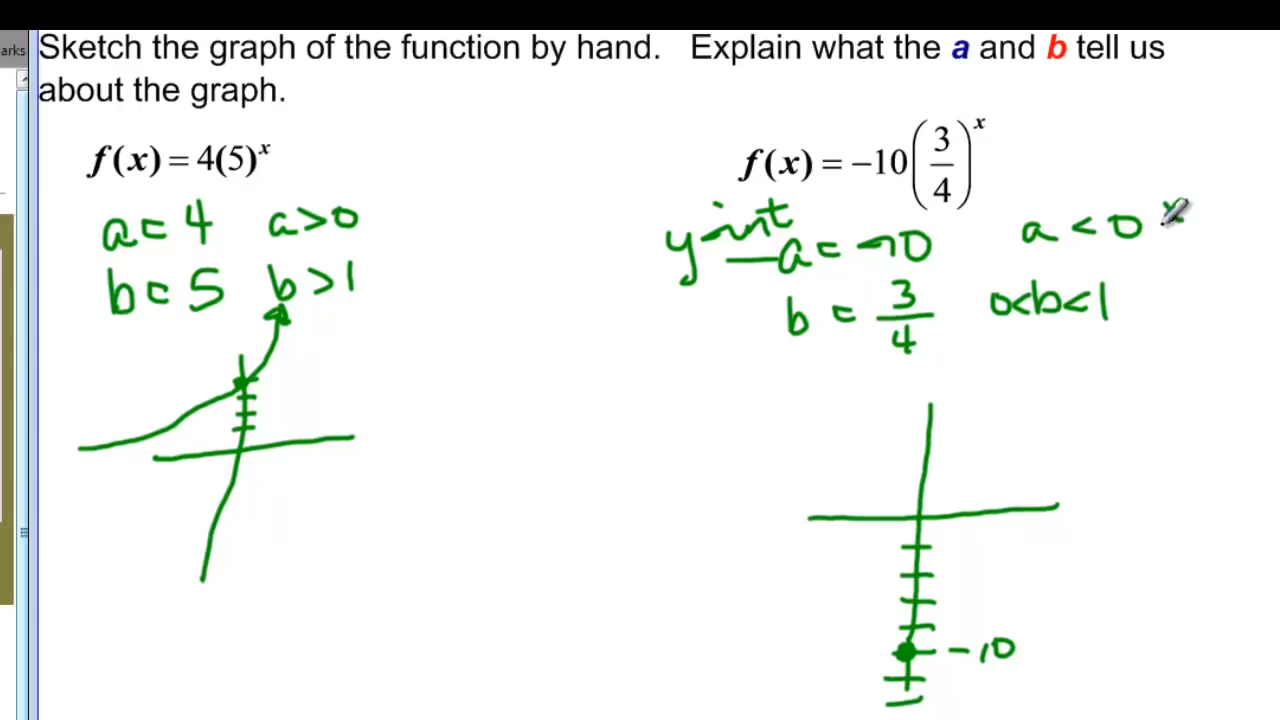 arks
Sketch the graph of the function by hand. Explain what the a and b tell us
about the graph.
f(x) = 4(5)^x
f(x) = -10(3/4)^x
a = 4 a > 0
b = 5 b > 1
y-int
a = -10 a < 0
b = 3/4 0<b<1
-10